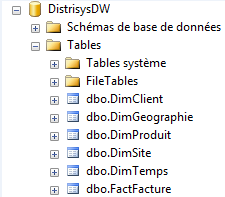 DistrisysDW
Schémas de base de données
Tables
Tables système
FileTables
dbo.DimClient
dbo.DimGeographie
dbo.DimProduit
dbo.DimSite
dbo.DimTemps
dbo.FactFacture